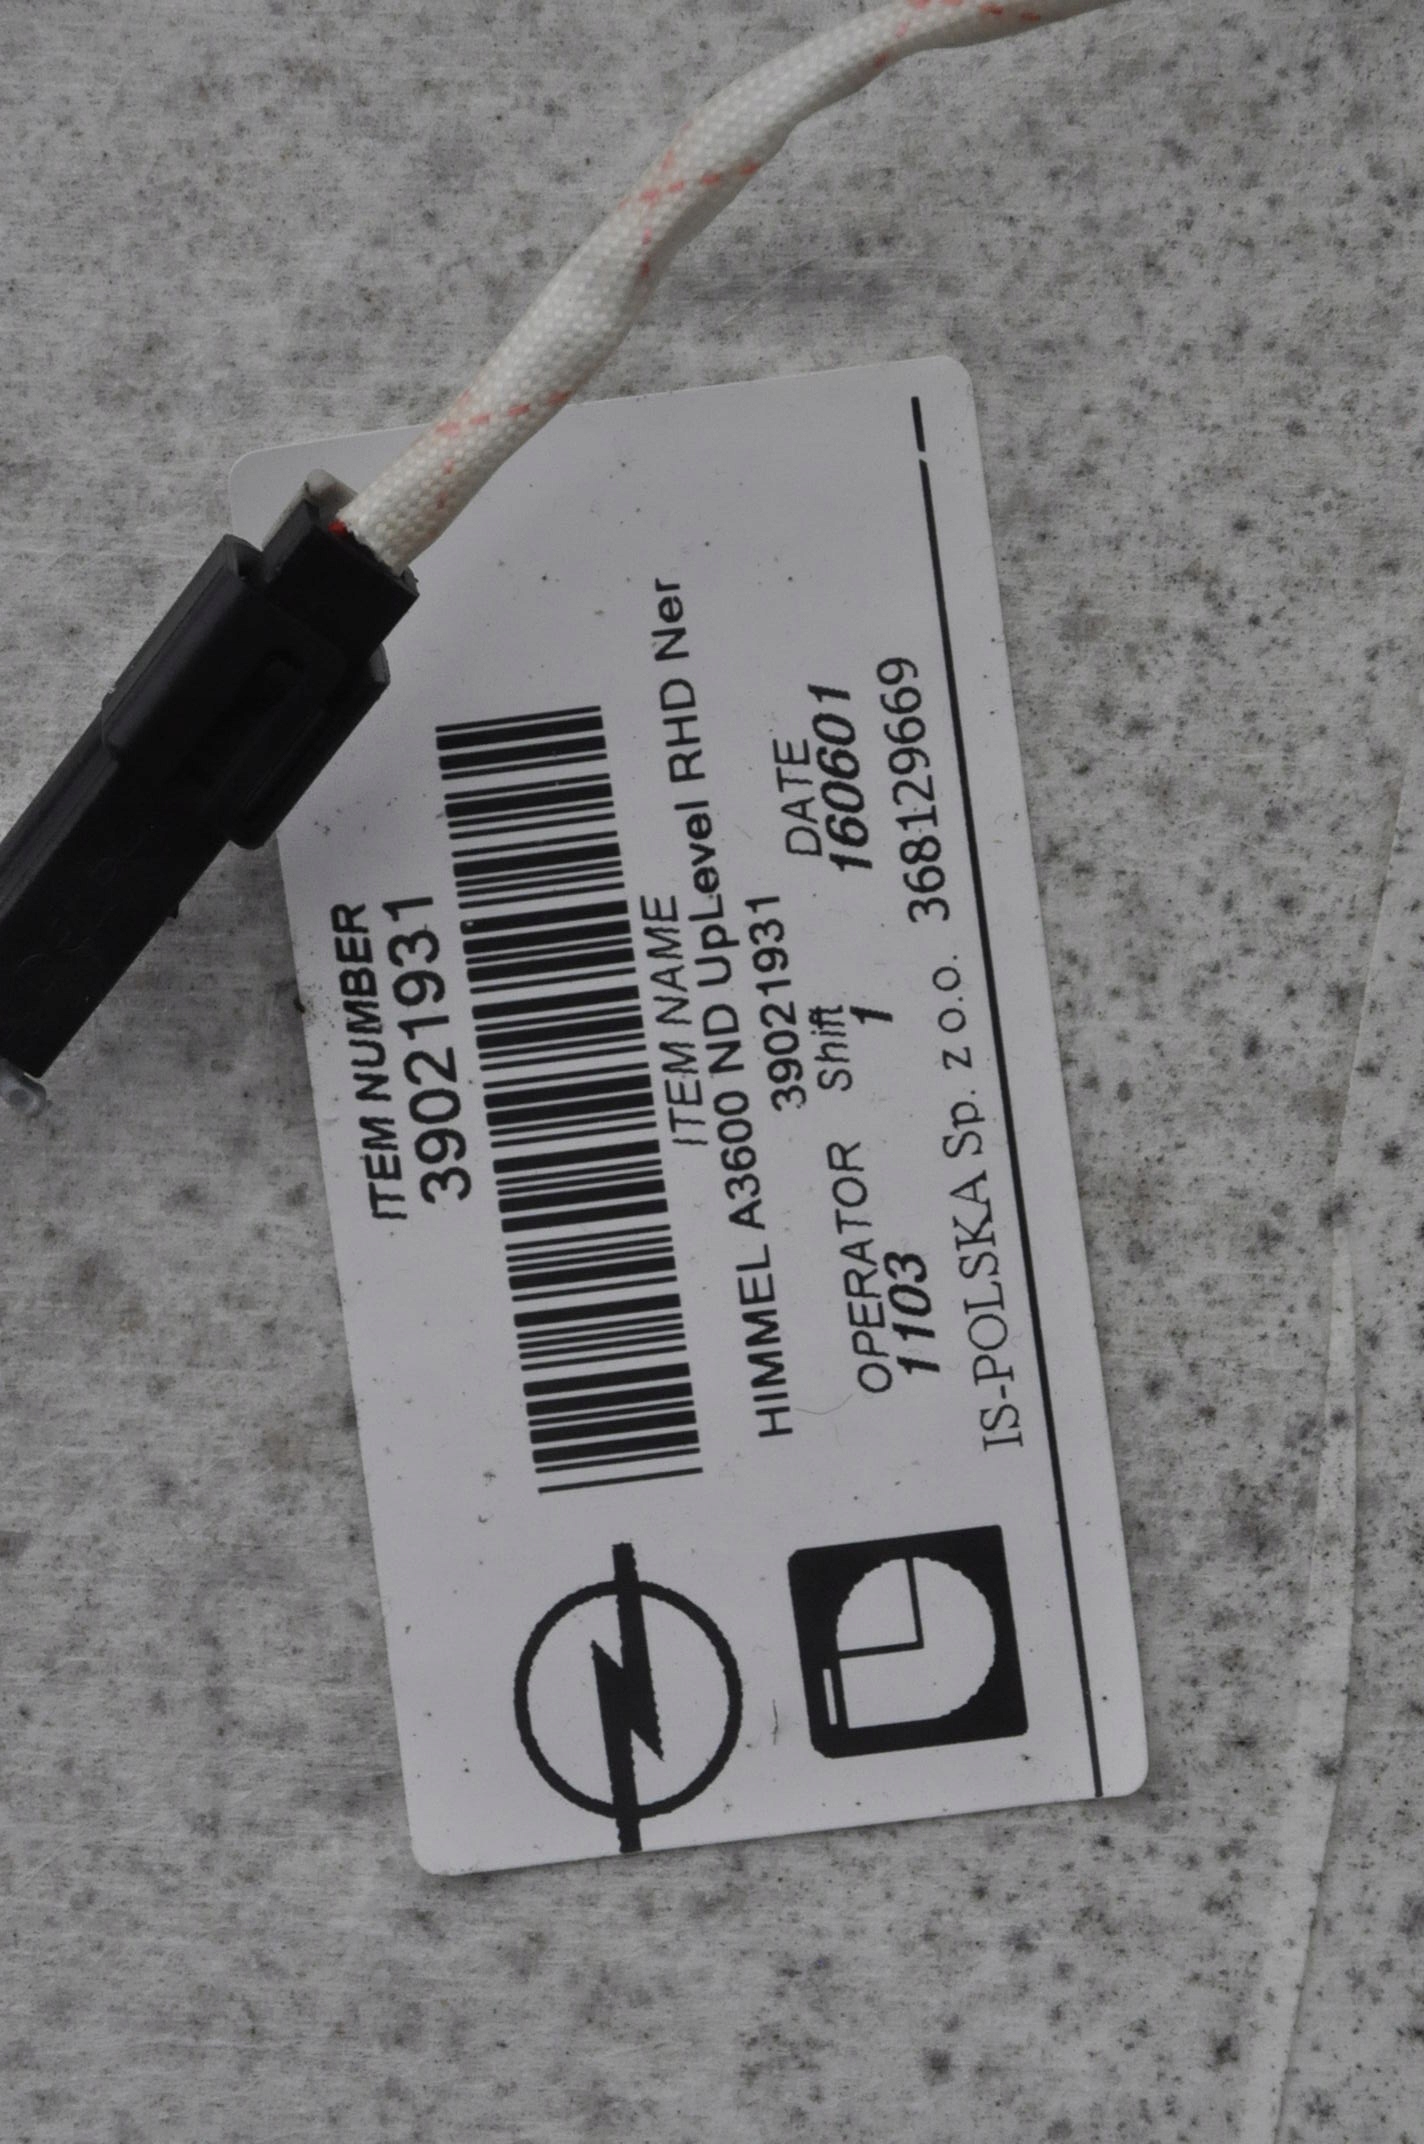 ITEM NUMBER
39021931
ITEM NAME
HIMMEL A3600 ND UpLevel RHD Ner
39021931
OPERATOR Shift DATE
1103 1 160601
IS-POLSKA Sp. z o.o. 368129669